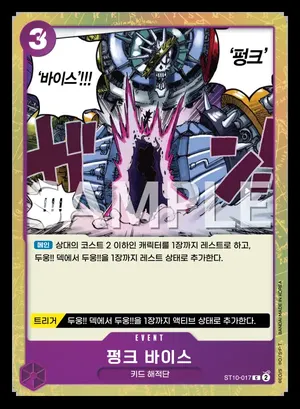 3
'펑크
'바이스'!!!
!!!
SAMPLE
메인 상대의 코스트 2 이하인 캐릭터를 1장까지 레스트로 하고,
두웅!! 덱에서 두웅!!을 1장까지 레스트 상태로 추가한다.
트리거 두웅!! 덱에서 두웅!!을 1장까지 액티브 상태로 추가한다.
EVENT
펑크 바이스
키드 해적단
ST10-017 C 2